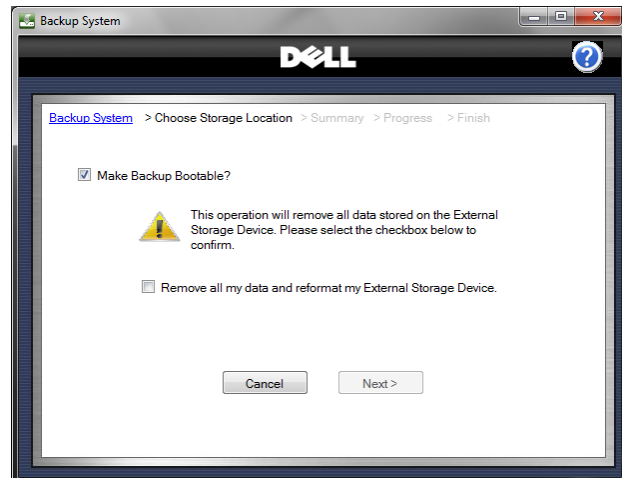 Backup System
DELL
?
Backup System > Choose Storage Location > Summary > Progress > Finish
Make Backup Bootable?
This operation will remove all data stored on the External
Storage Device. Please select the checkbox below to
confirm.
Remove all my data and reformat my External Storage Device.
Cancel Next >